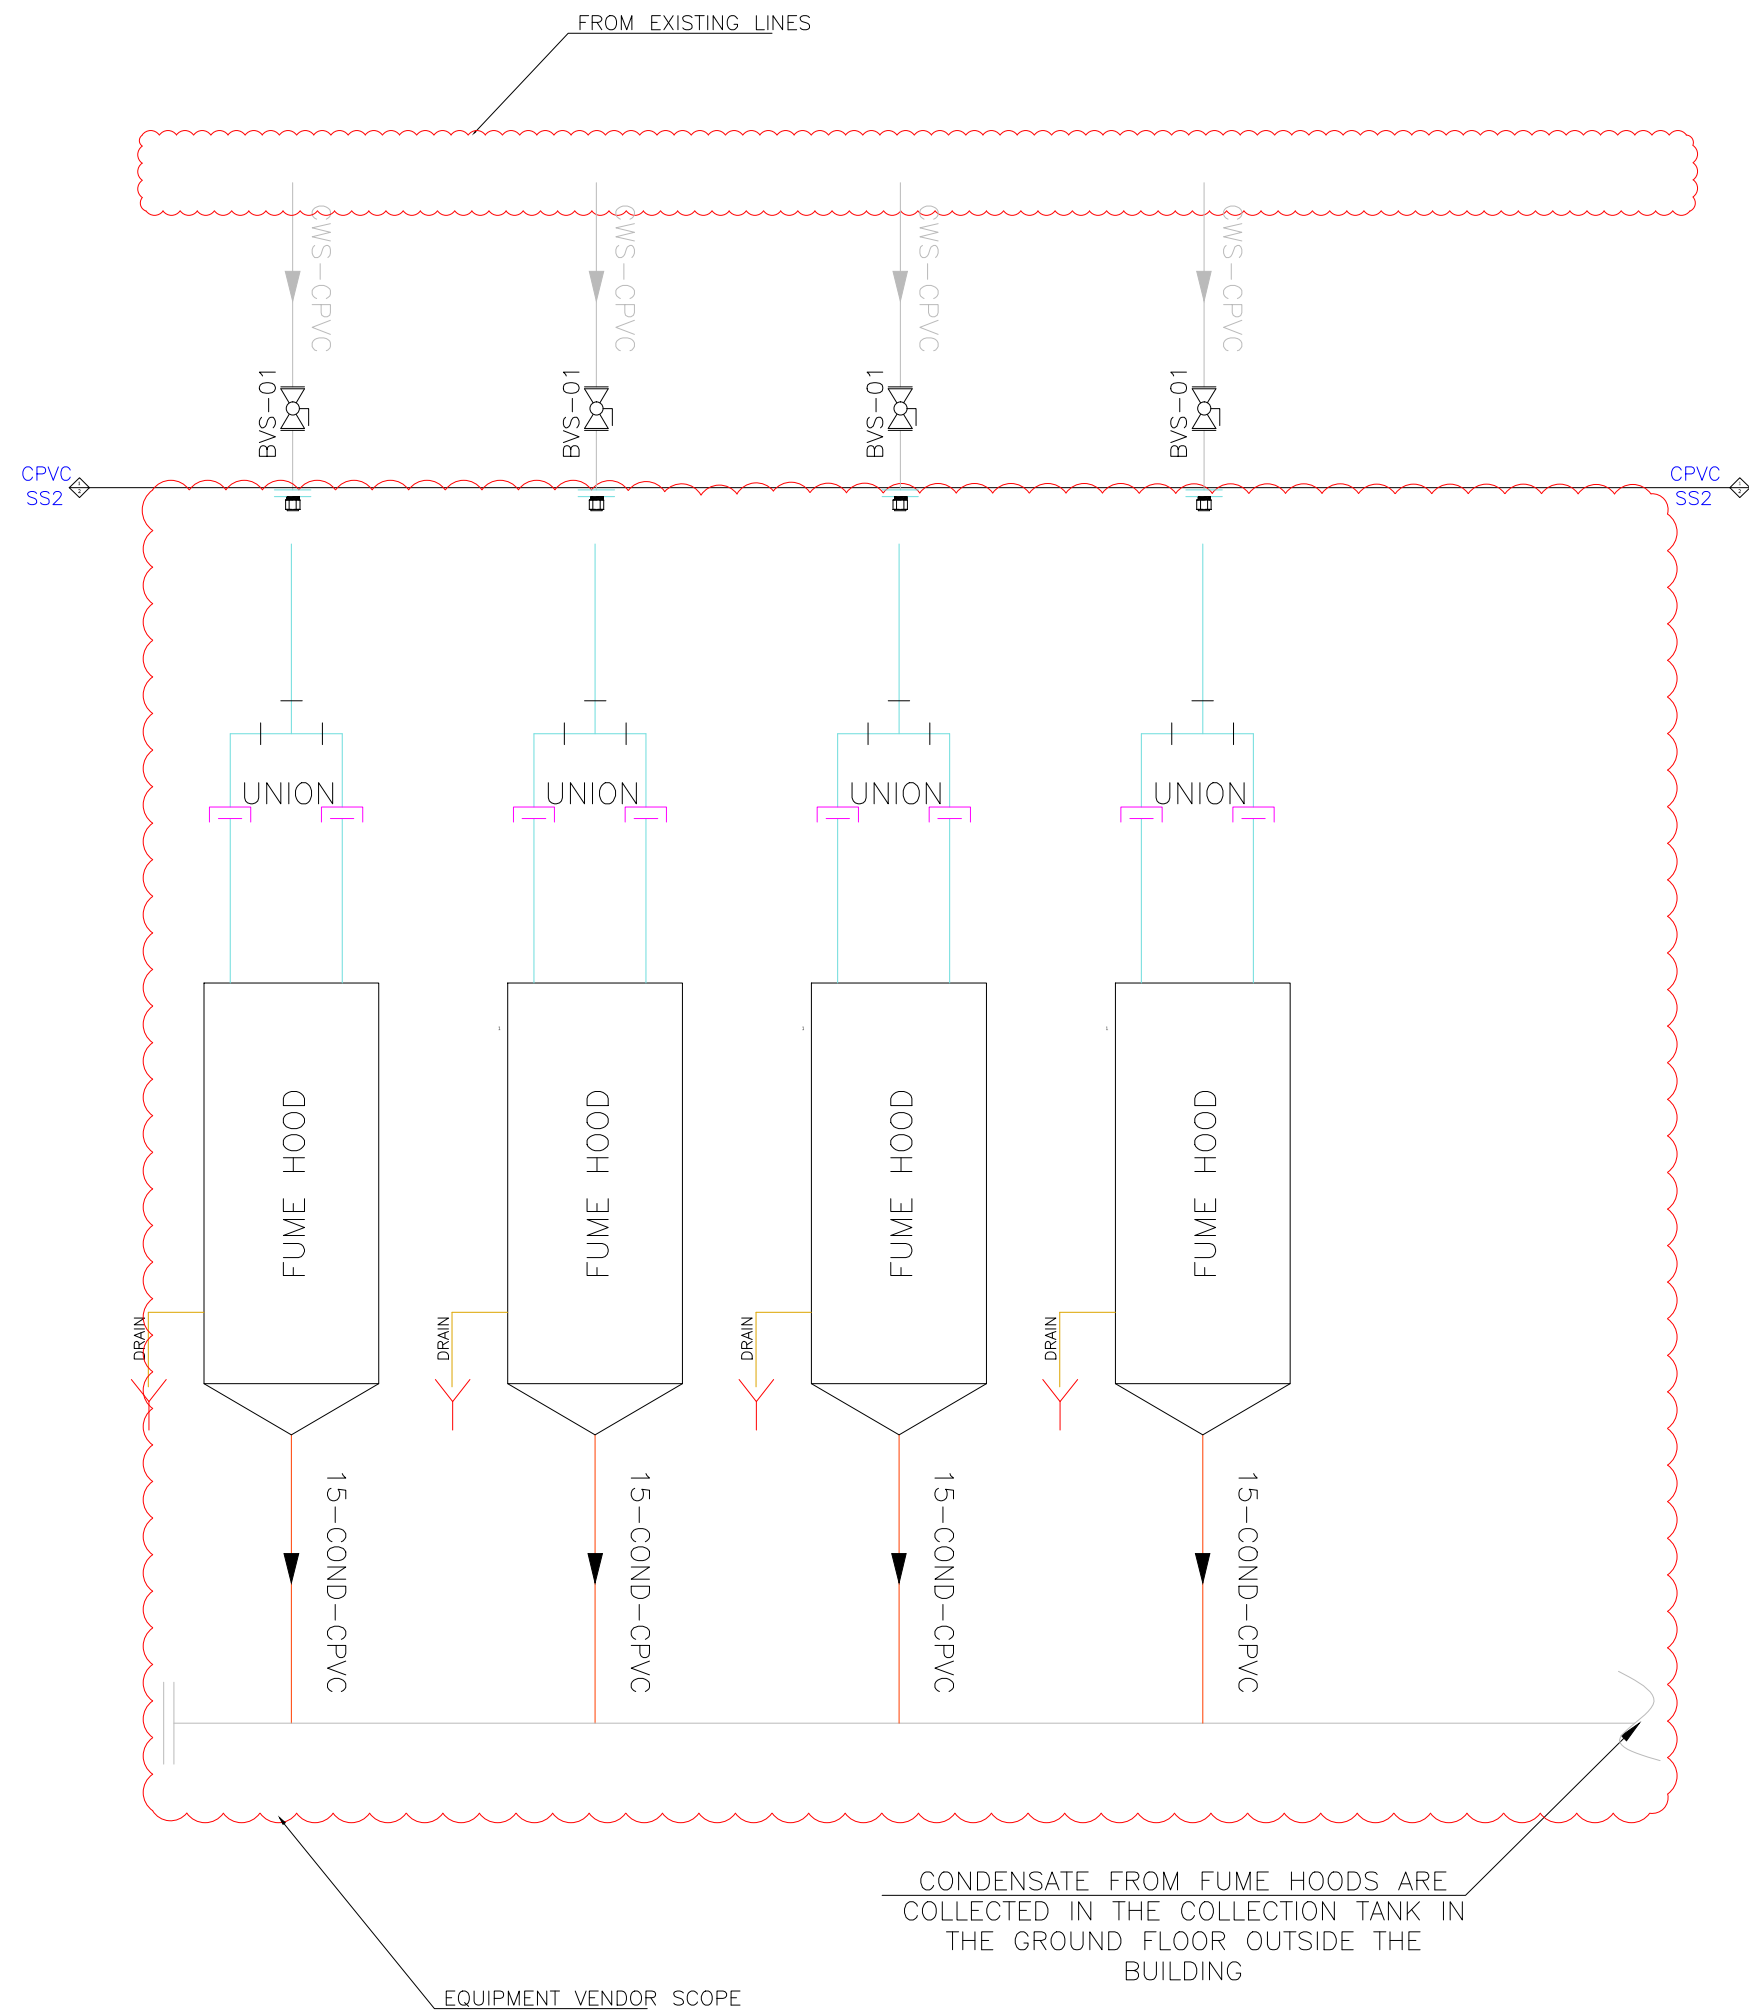 FROM EXISTING LINES
CWS-CPVC
CWS-CPVC
CWS-CPVC
CWS-CPVC
BVS-01
BVS-01
BVS-01
BVS-01
CPVC
SS2
CPVC
SS2
UNION
UNION
UNION
UNION
1
1
1
FUME HOOD
FUME HOOD
FUME HOOD
FUME HOOD
DRAIN
DRAIN
DRAIN
DRAIN
15-COND-CPVC
15-COND-CPVC
15-COND-CPVC
15-COND-CPVC
CONDENSATE FROM FUME HOODS ARE
COLLECTED IN THE COLLECTION TANK IN
THE GROUND FLOOR OUTSIDE THE
BUILDING
EQUIPMENT VENDOR SCOPE